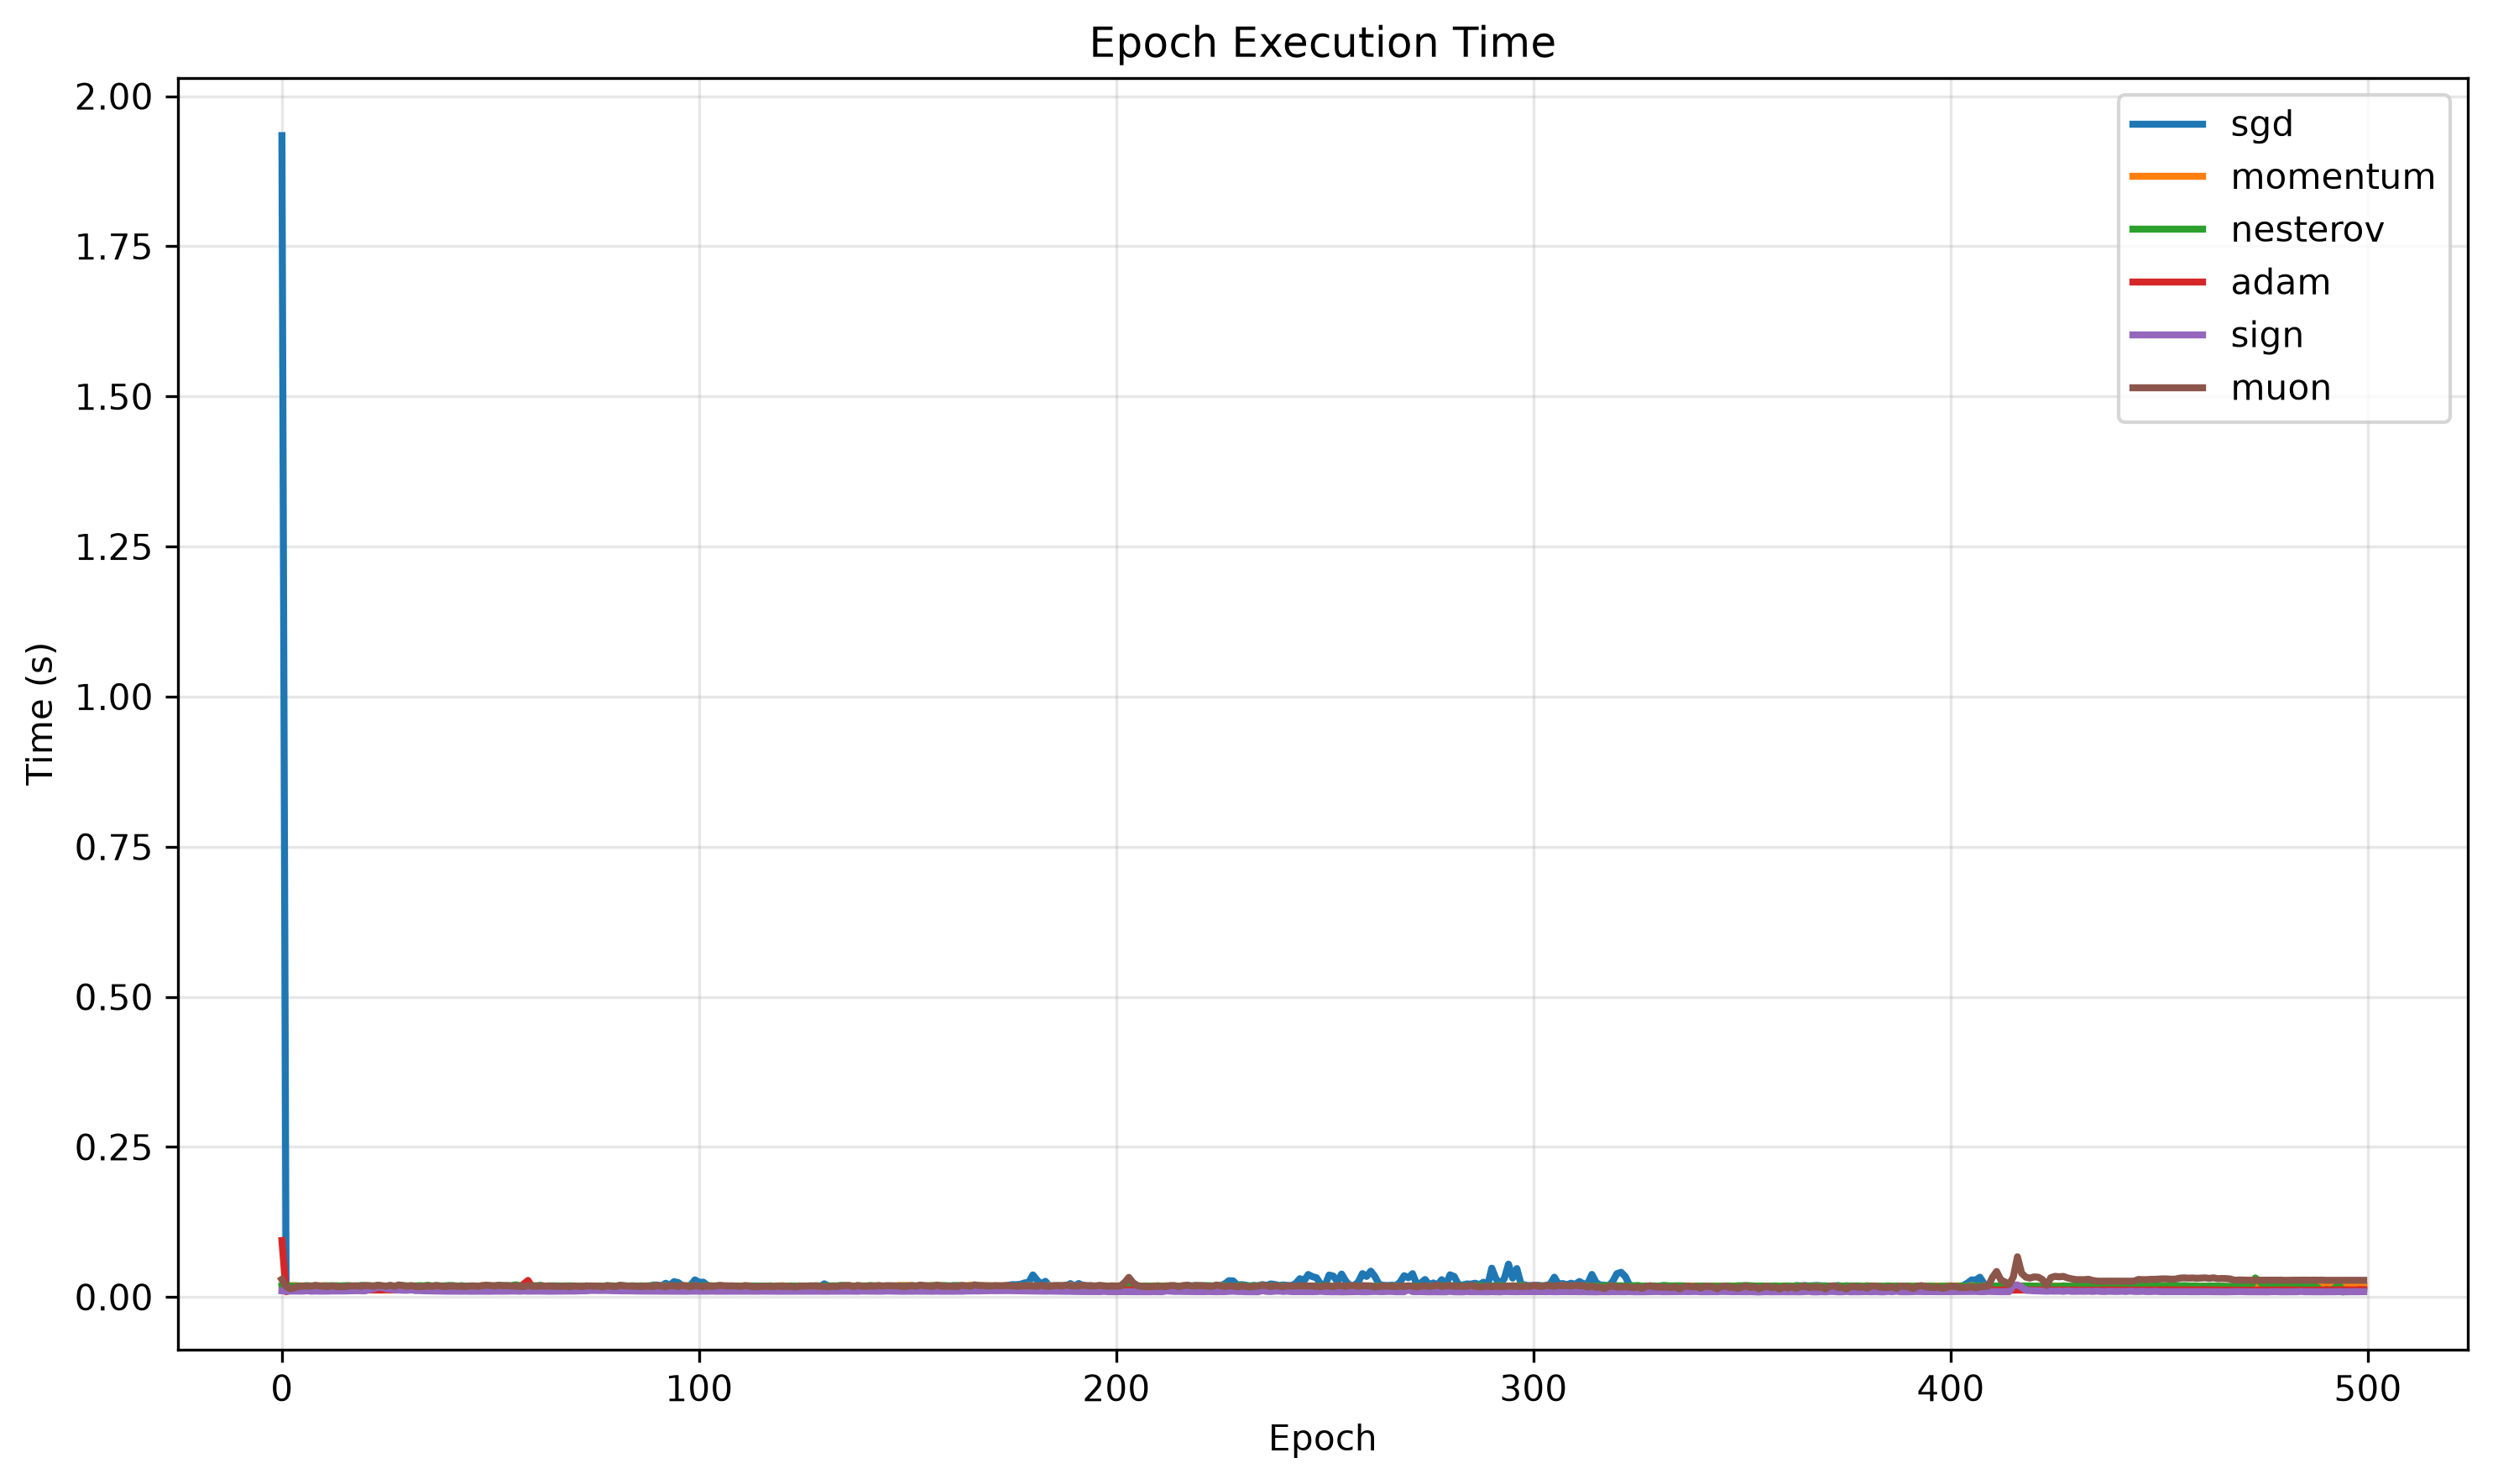 Epoch Execution Time
2.00
1.75
1.50
1.25
1.00
0.75
0.50
0.25
0.00
Time (s)
sgd
momentum
nesterov
adam
sign
muon
0
100
200
300
400
500
Epoch